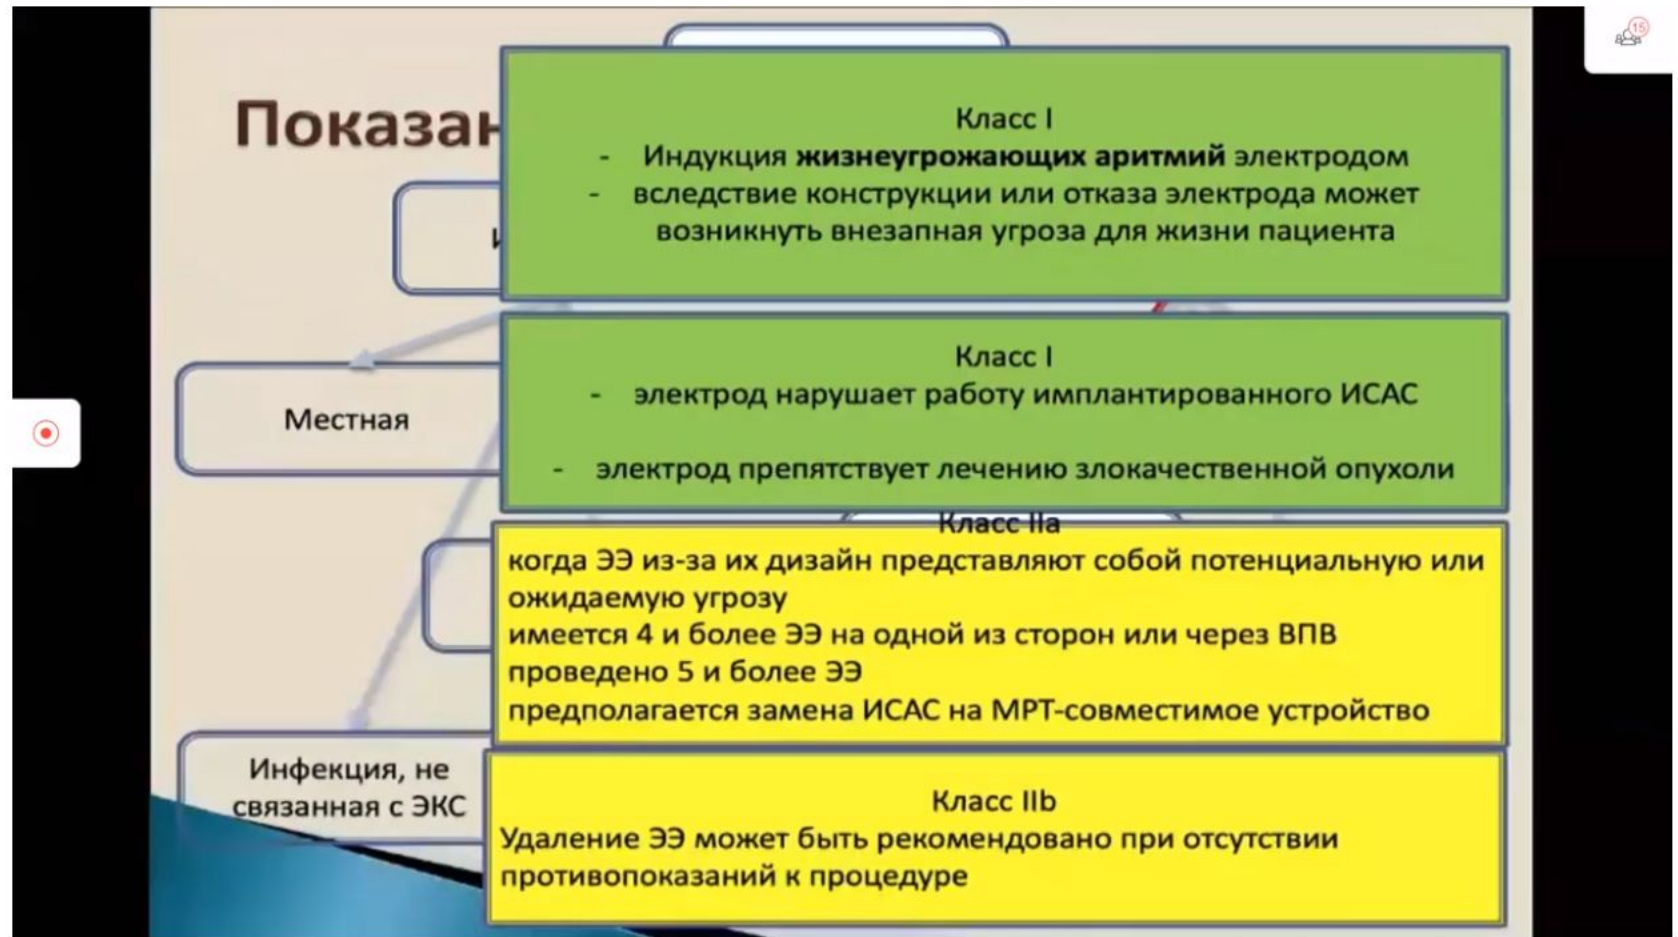 15
Показан
Класс I
- Индукция жизнеугрожающих аритмий электродом
- вследствие конструкции или отказа электрода может
возникнуть внезапная угроза для жизни пациента
Местная
Класс I
- электрод нарушает работу имплантированного ИСАС
- электрод препятствует лечению злокачественной опухоли
Класс IIa
когда ЭЭ из-за их дизайн представляют собой потенциальную или
ожидаемую угрозу
имеется 4 и более ЭЭ на одной из сторон или через ВПВ
проведено 5 и более ЭЭ
предполагается замена ИСАС на МРТ-совместимое устройство
Инфекция, не
связанная с ЭКС
Класс IIb
Удаление ЭЭ может быть рекомендовано при отсутствии
противопоказаний к процедуре